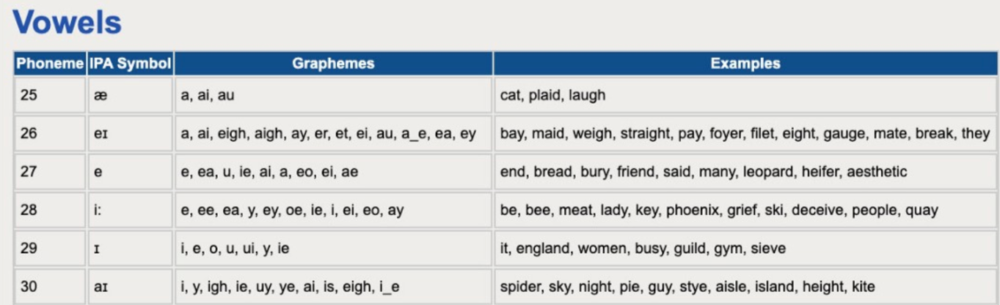 Vowels
Phoneme IPA Symbol Graphemes Examples
25 æ a, ai, au cat, plaid, laugh
26 eɪ a, ai, eigh, aigh, ay, er, et, ei, au, a_e, ea, ey bay, maid, weigh, straight, pay, foyer, filet, eight, gauge, mate, break, they
27 e e, ea, u, ie, ai, a, eo, ei, ae end, bread, bury, friend, said, many, leopard, heifer, aesthetic
28 i: e, ee, ea, y, ey, oe, ie, i, ei, eo, ay be, bee, meat, lady, key, phoenix, grief, ski, deceive, people, quay
29 ɪ i, e, o, u, ui, y, ie it, england, women, busy, guild, gym, sieve
30 aɪ i, y, igh, ie, uy, ye, ai, is, eigh, i_e spider, sky, night, pie, guy, stye, aisle, island, height, kite